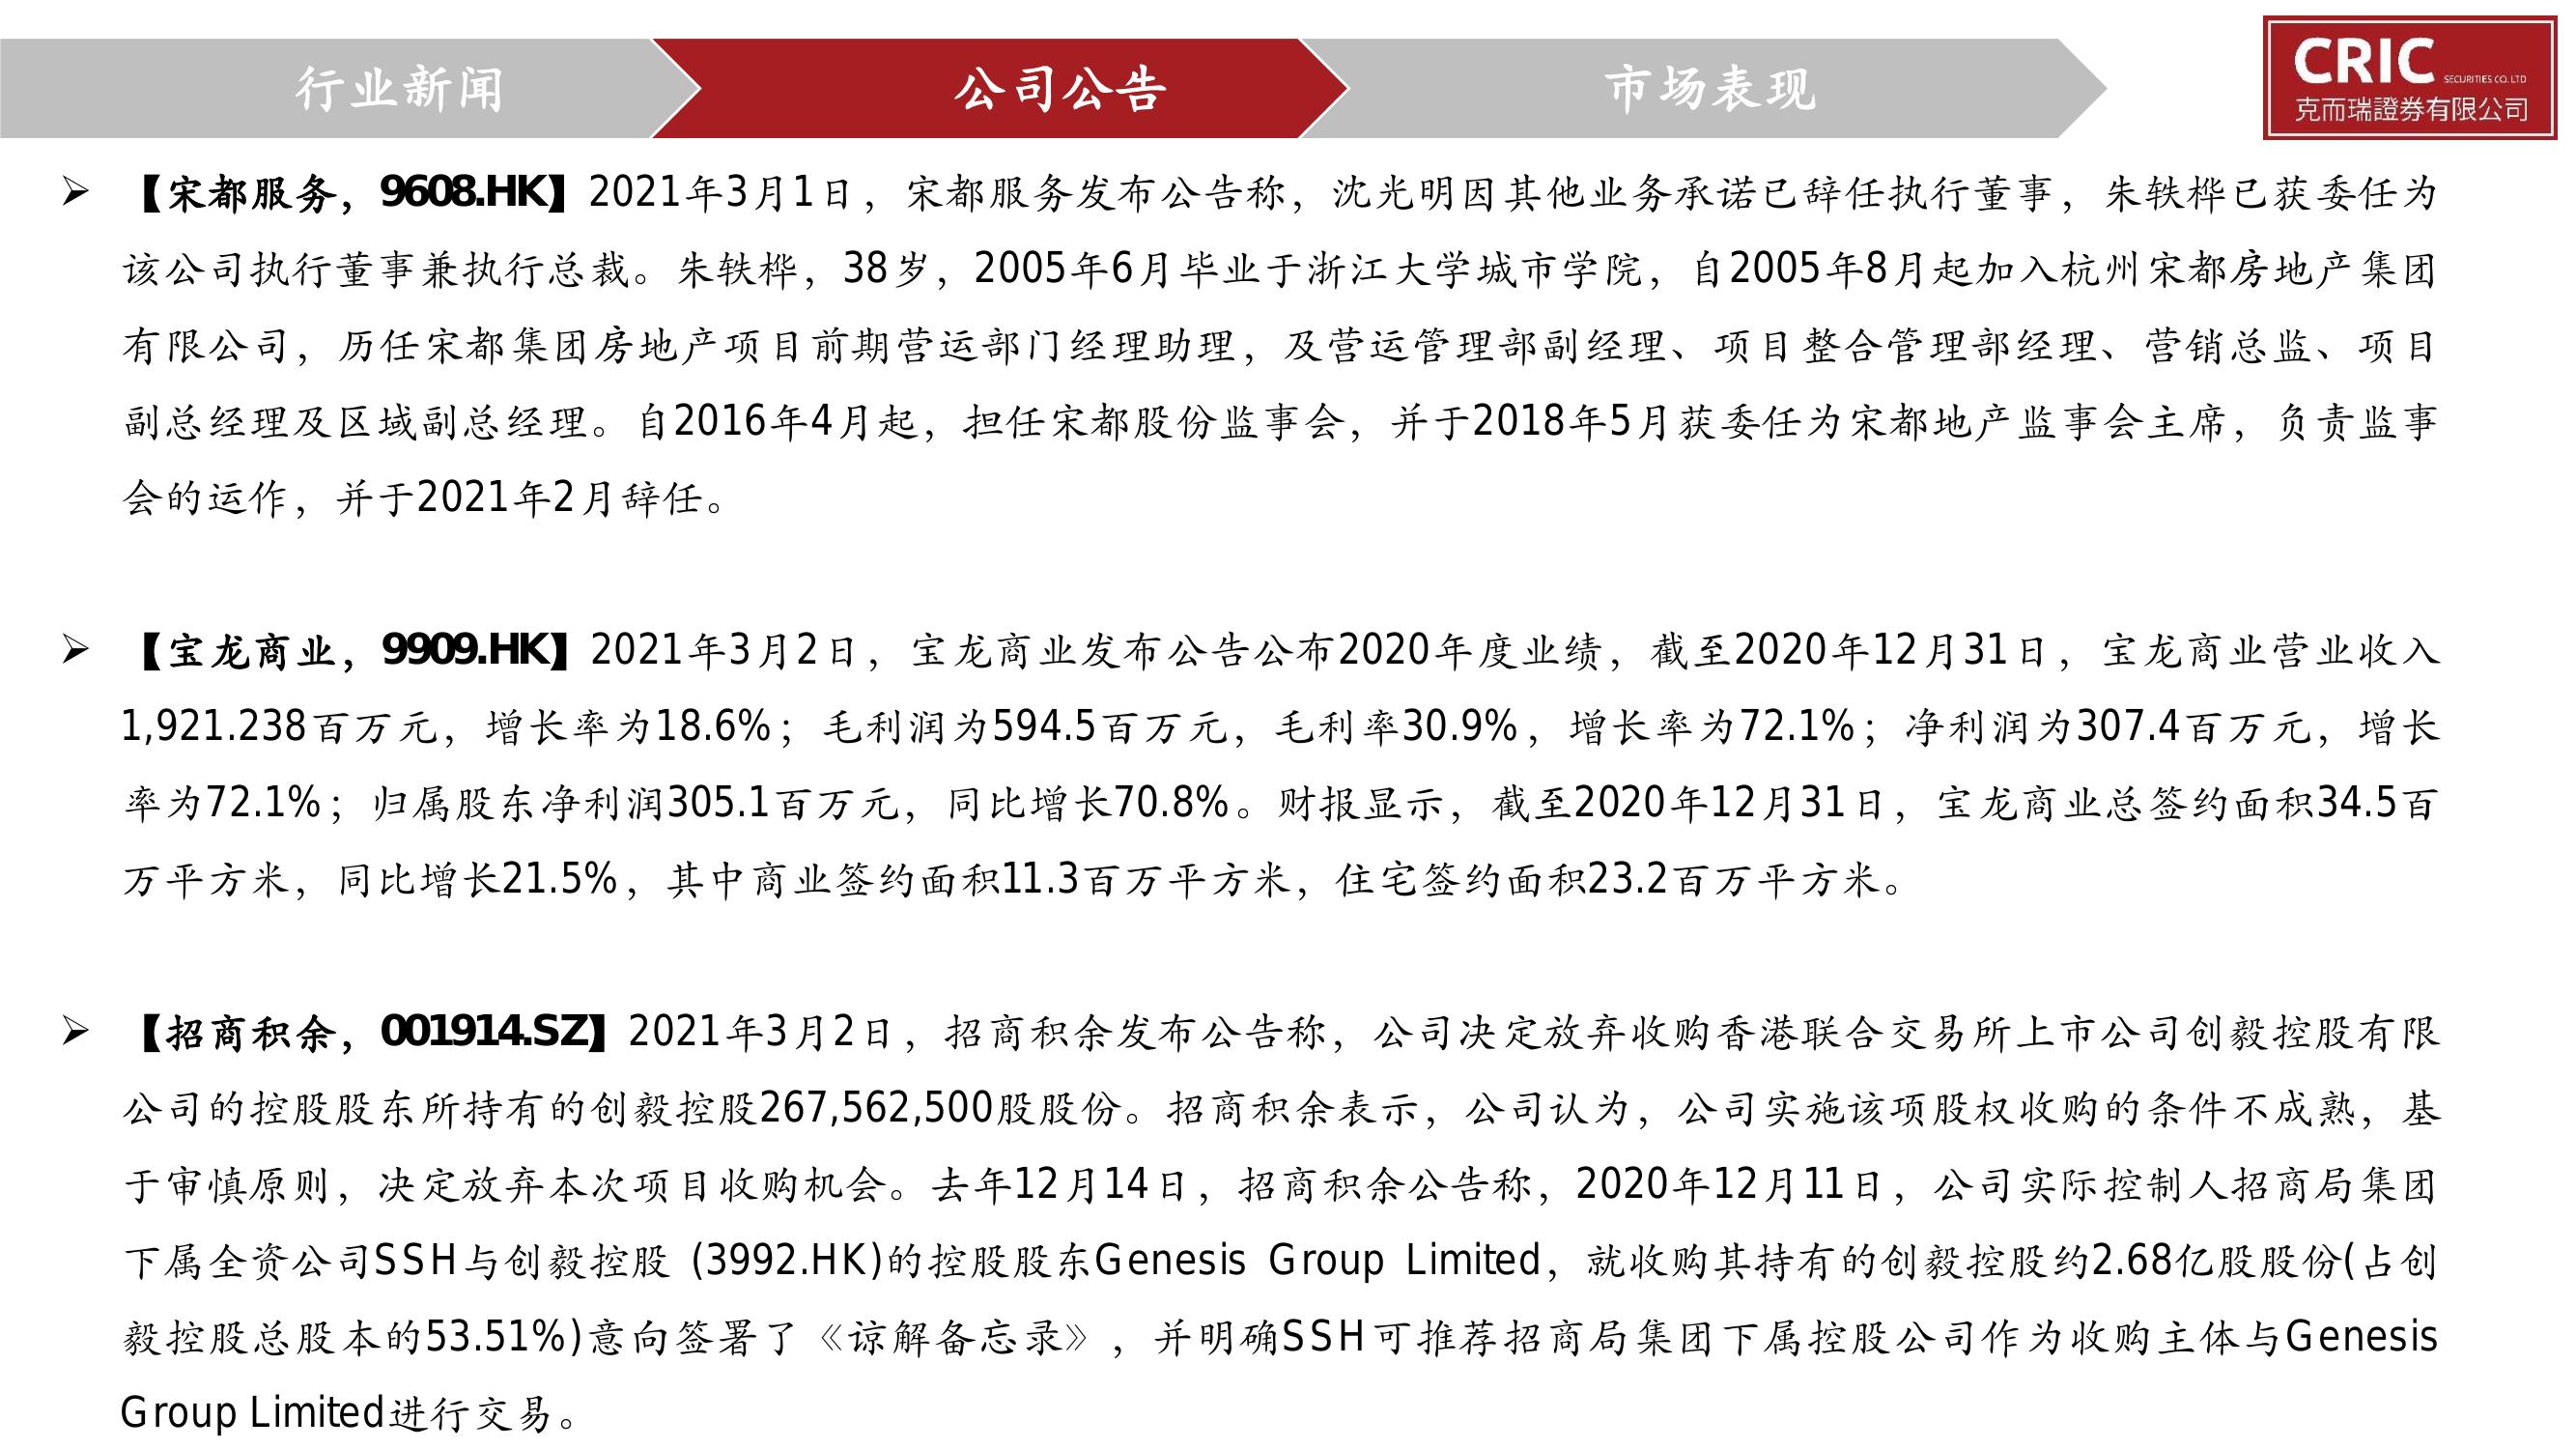 行业新闻
公司公告
市场表现
CRIC SECURITIES CO. LTD
克而瑞證券有限公司
➢ 【宋都服务，9608.HK】2021年3月1日，宋都服务发布公告称，沈光明因其他业务承诺已辞任执行董事，朱轶桦已获委任为
该公司执行董事兼执行总裁。朱轶桦，38岁，2005年6月毕业于浙江大学城市学院，自2005年8月起加入杭州宋都房地产集团
有限公司，历任宋都集团房地产项目前期营运部门经理助理，及营运管理部副经理、项目整合管理部经理、营销总监、项目
副总经理及区域副总经理。自2016年4月起，担任宋都股份监事会，并于2018年5月获委任为宋都地产监事会主席，负责监事
会的运作，并于2021年2月辞任。
➢ 【宝龙商业，9909.HK】2021年3月2日，宝龙商业发布公告公布2020年度业绩，截至2020年12月31日，宝龙商业营业收入
1,921.238百万元，增长率为18.6%；毛利润为594.5百万元，毛利率30.9%，增长率为72.1%；净利润为307.4百万元，增长
率为72.1%；归属股东净利润305.1百万元，同比增长70.8%。财报显示，截至2020年12月31日，宝龙商业总签约面积34.5百
万平方米，同比增长21.5%，其中商业签约面积11.3百万平方米，住宅签约面积23.2百万平方米。
➢ 【招商积余，001914.SZ】2021年3月2日，招商积余发布公告称，公司决定放弃收购香港联合交易所上市公司创毅控股有限
公司的控股股东所持有的创毅控股267,562,500股股份。招商积余表示，公司认为，公司实施该项股权收购的条件不成熟，基
于审慎原则，决定放弃本次项目收购机会。去年12月14日，招商积余公告称，2020年12月11日，公司实际控制人招商局集团
下属全资公司SSH与创毅控股 (3992.HK)的控股股东Genesis Group Limited，就收购其持有的创毅控股约2.68亿股股份(占创
毅控股总股本的53.51%)意向签署了《谅解备忘录》，并明确SSH可推荐招商局集团下属控股公司作为收购主体与Genesis
Group Limited进行交易。